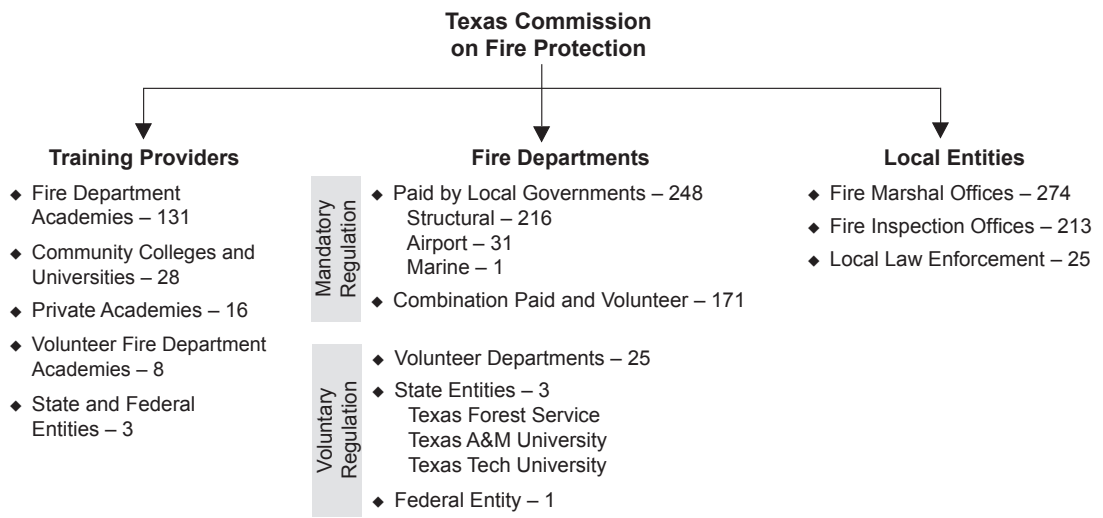 Texas Commission
on Fire Protection
Training Providers
◆ Fire Department
Academies – 131
◆ Community Colleges and
Universities – 28
◆ Private Academies – 16
◆ Volunteer Fire Department
Academies – 8
◆ State and Federal
Entities – 3
Fire Departments
Mandatory
Regulation
◆ Paid by Local Governments – 248
Structural – 216
Airport – 31
Marine – 1
◆ Combination Paid and Volunteer – 171
Voluntary
Regulation
◆ Volunteer Departments – 25
◆ State Entities – 3
Texas Forest Service
Texas A&M University
Texas Tech University
◆ Federal Entity – 1
Local Entities
◆ Fire Marshal Offices – 274
◆ Fire Inspection Offices – 213
◆ Local Law Enforcement – 25